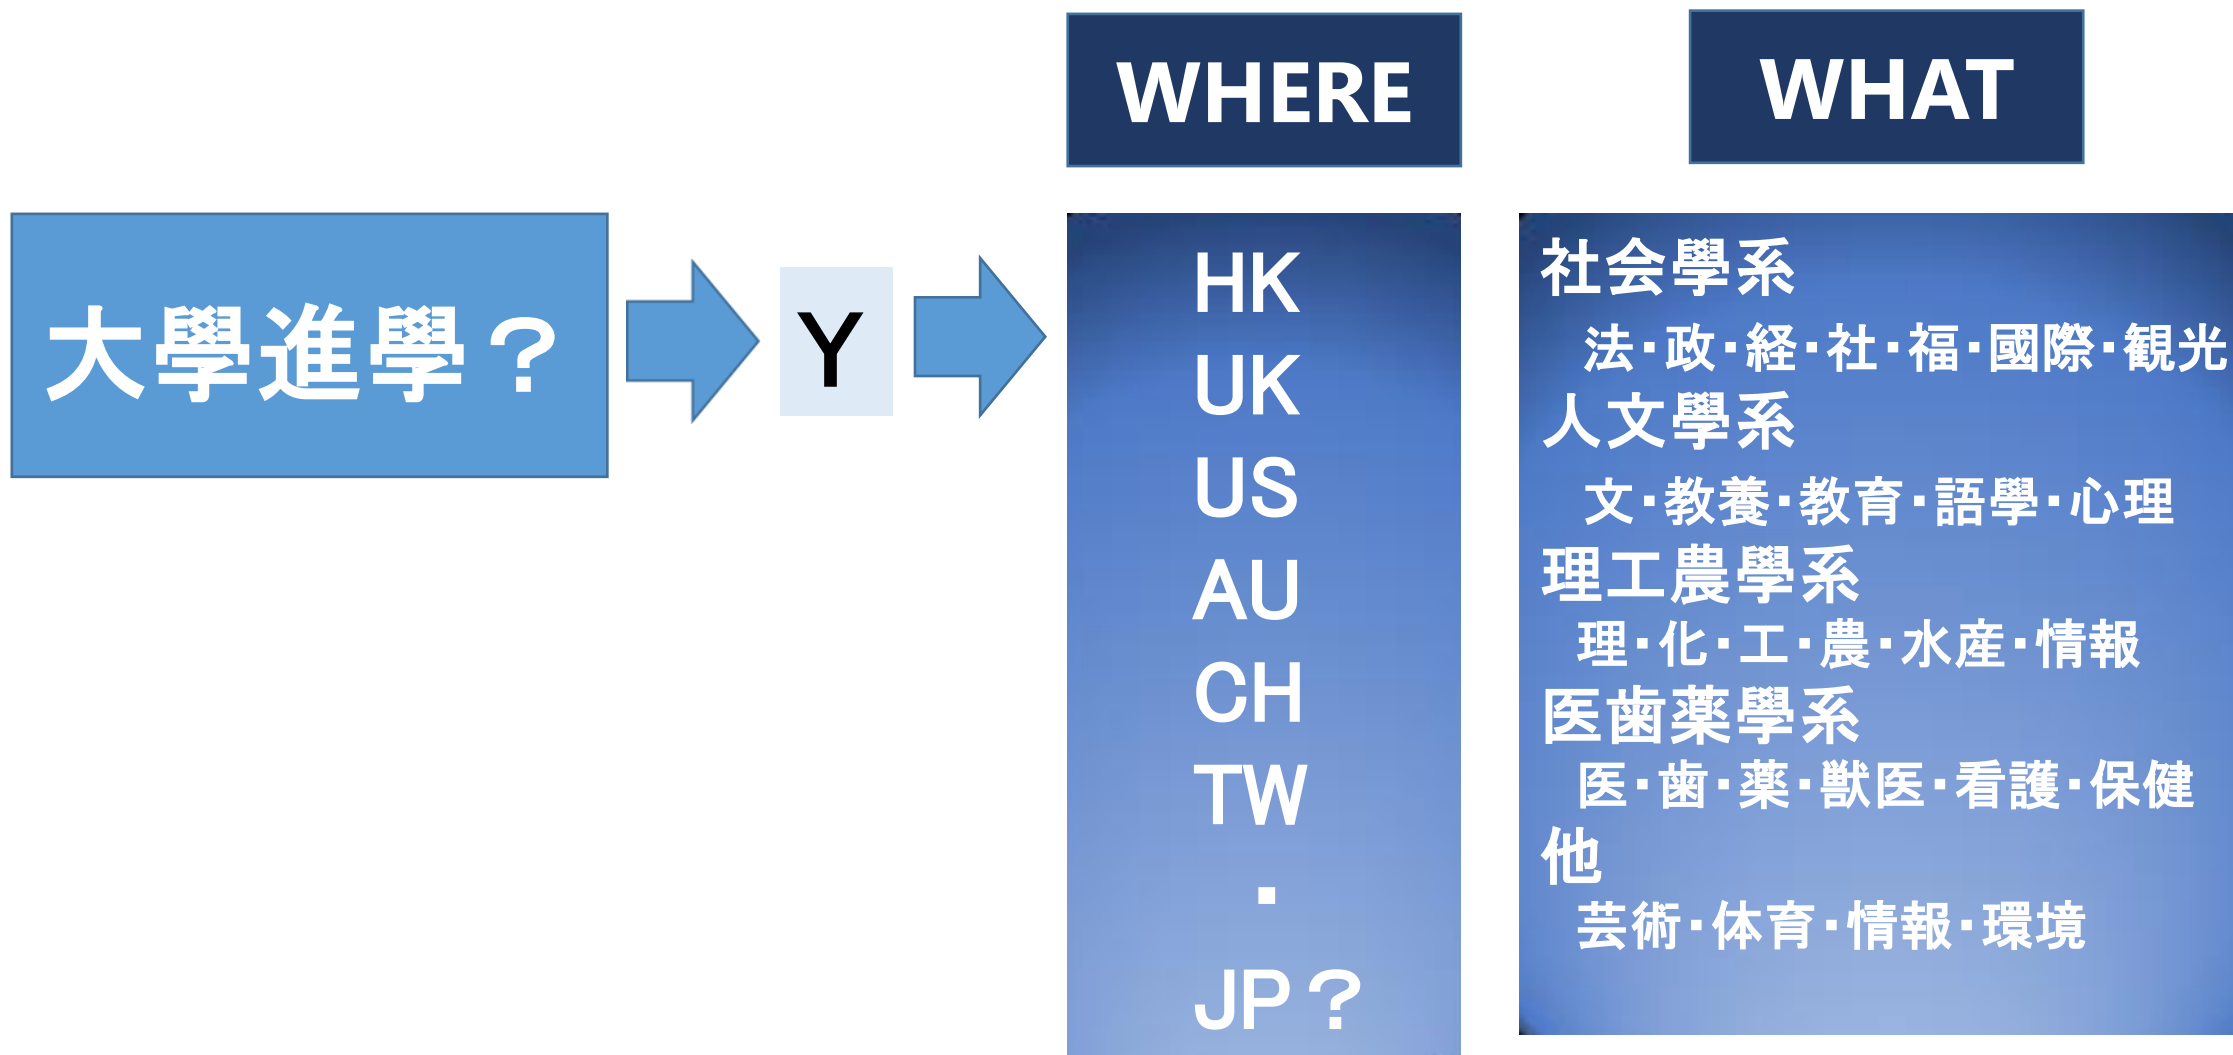 WHERE
WHAT
大學進學？
Y
HK
UK
US
AU
CH
TW
・
JP？
社会學系
法・政・経・社・福・國際・観光
人文學系
文・教養・教育・語學・心理
理工農學系
理・化・工・農・水産・情報
医歯薬學系
医・歯・薬・獣医・看護・保健
他
芸術・体育・情報・環境